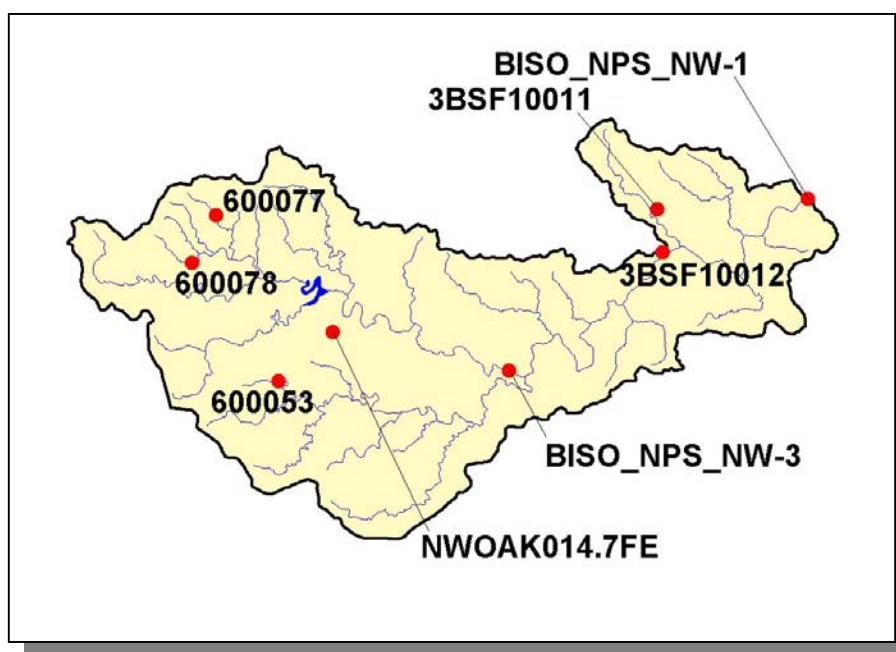 BISO_NPS_NW-1
3BSF10011
600077
600078
3BSF10012
600053
BISO_NPS_NW-3
NWOAK014.7FE